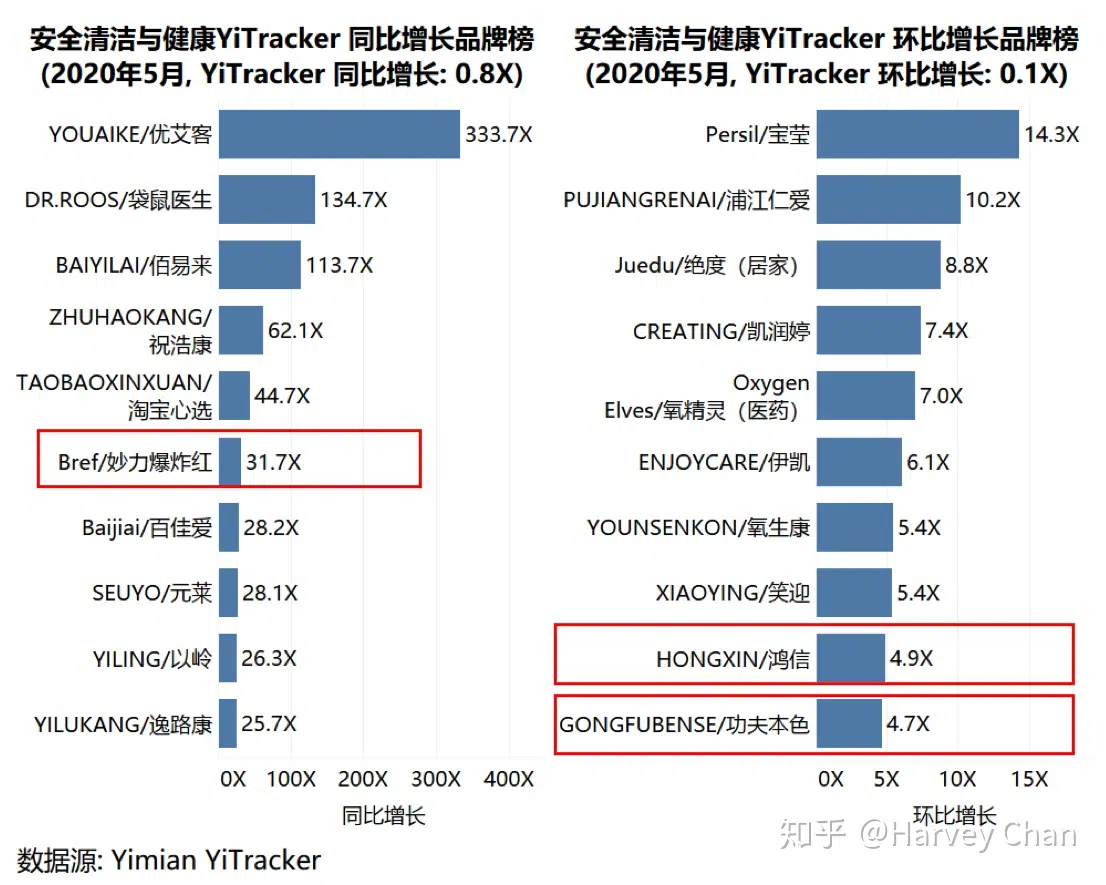 安全清洁与健康YiTracker 同比增长品牌榜
(2020年5月, YiTracker 同比增长: 0.8X)
YOUAIKE/优艾客 333.7X
DR.ROOS/袋鼠医生 134.7X
BAIYILAI/佰易来 113.7X
ZHUHAOKANG/
祝浩康 62.1X
TAOBAOXINXUAN/
淘宝心选 44.7X
Bref/妙力爆炸红 31.7X
Baijiai/百佳爱 28.2X
SEUYO/元莱 28.1X
YILING/以岭 26.3X
YILUKANG/逸路康 25.7X
0X 100X 200X 300X 400X
同比增长
安全清洁与健康YiTracker 环比增长品牌榜
(2020年5月, YiTracker 环比增长: 0.1X)
Persil/宝莹 14.3X
PUJIANGRENAI/浦江仁爱 10.2X
Juedu/绝度（居家） 8.8X
CREATING/凯润婷 7.4X
Oxygen
Elves/氧精灵（医药） 7.0X
ENJOYCARE/伊凯 6.1X
YOUNSENKON/氧生康 5.4X
XIAOYING/笑迎 5.4X
HONGXIN/鸿信 4.9X
GONGFUBENSE/功夫本色 4.7X
0X 5X 10X 15X
环比增长
知乎 @Harvey Chan
数据源: Yimian YiTracker